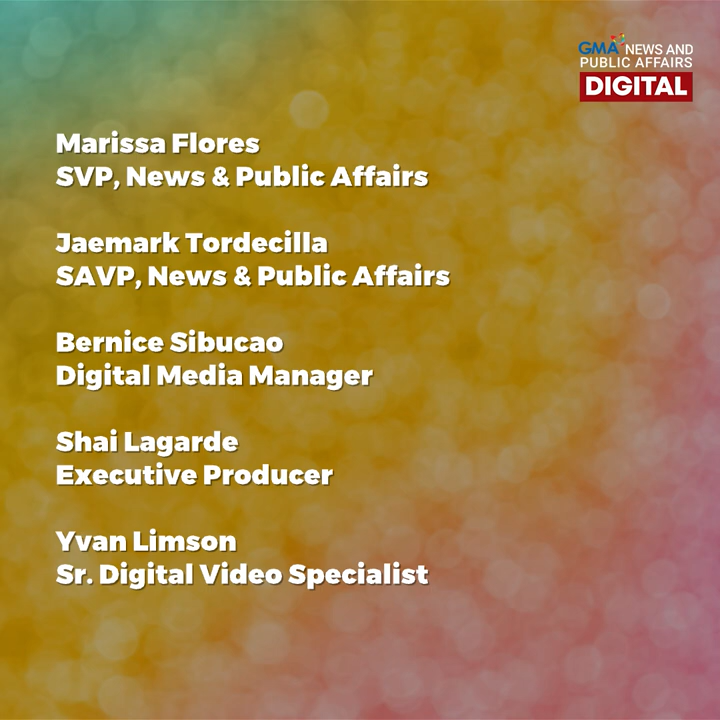 GMA NEWS AND
PUBLIC AFFAIRS
DIGITAL
Marissa Flores
SVP, News & Public Affairs
Jaemark Tordecilla
SAVP, News & Public Affairs
Bernice Sibucao
Digital Media Manager
Shai Lagarde
Executive Producer
Yvan Limson
Sr. Digital Video Specialist